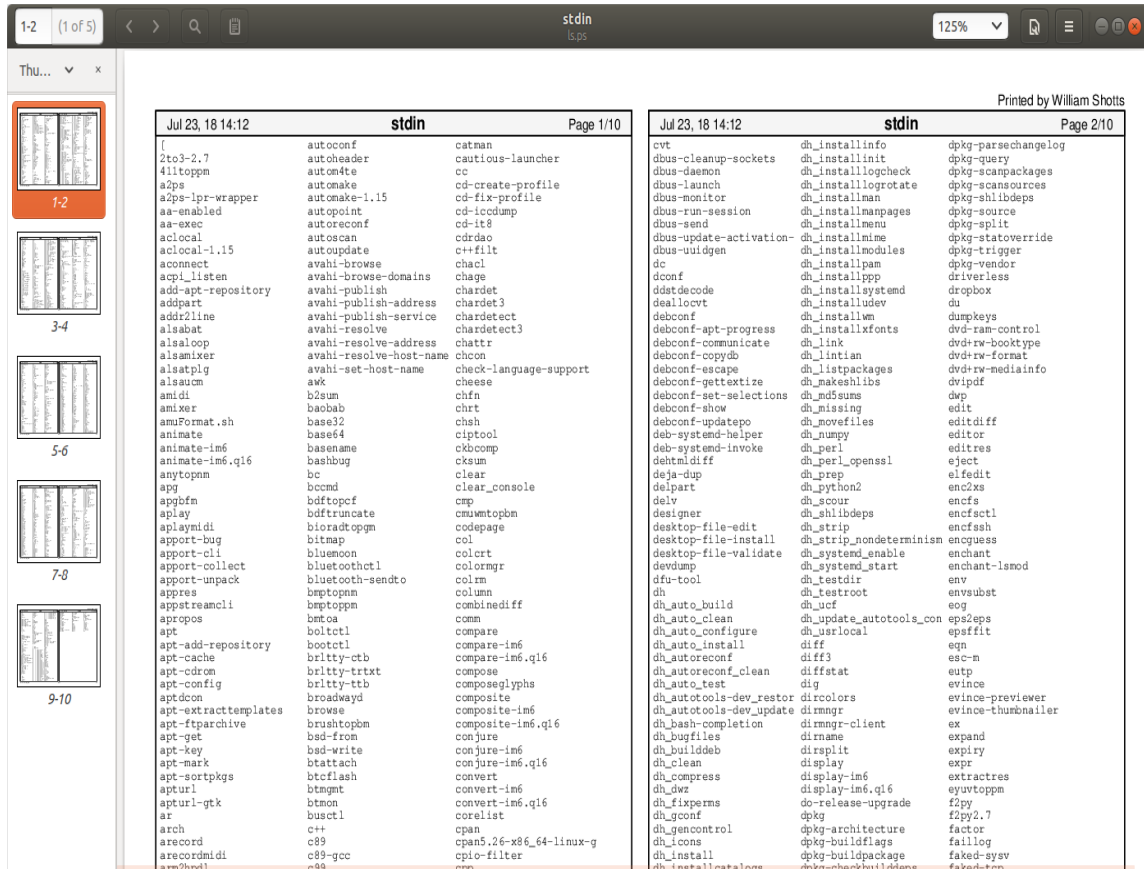 1-2 (1 of 5)
stdin
ls.ps
125%
Thu...
1-2
3-4
5-6
7-8
9-10
Printed by William Shotts
Jul 23, 18 14:12 stdin Page 1/10
[ autoconf catman
2to3-2.7 autoheader cautious-launcher
411toppm autom4te cc
a2ps automake cd-create-profile
a2ps-lpr-wrapper automake-1.15 cd-fix-profile
aa-enabled autopoint cd-iccdump
aa-exec autoreconf cd-it8
aclocal autoscan cdrdao
aclocal-1.15 autoupdate c++filt
aconnect avahi-browse chacl
acpi_listen avahi-browse-domains chage
add-apt-repository avahi-publish chardet
addpart avahi-publish-address chardet3
addr2line avahi-publish-service chardetect
alsabat avahi-resolve chardetect3
alsaloop avahi-resolve-address chattr
alsamixer avahi-resolve-host-name chcon
alsatplg avahi-set-host-name check-language-support
alsaucm awk cheese
amidi b2sum chfn
amixer baobab chrt
amuFormat.sh base32 chsh
animate base64 ciptool
animate-im6 basename ckbcomp
animate-im6.q16 bashbug cksum
anytopnm bc clear
apg bccmd clear_console
apgbfm bdftopcf cmp
aplay bdftruncate cmuwmtopbm
aplaymidi bioradtopgm codepage
apport-bug bitmap col
apport-cli bluemoon colcrt
apport-collect bluetoothctl colormgr
apport-unpack bluetooth-sendto colrm
appres bmptopnm column
appstreamcli bmptoppm combinediff
apropos bmtoa comm
apt boltctl compare
apt-add-repository bootctl compare-im6
apt-cache brltty-ctb compare-im6.q16
apt-cdrom brltty-trtxt compose
apt-config brltty-ttb composeglyphs
aptdcon broadwayd composite
apt-extracttemplates browse composite-im6
apt-ftparchive brushtopbm composite-im6.q16
apt-get bsd-from conjure
apt-key bsd-write conjure-im6
apt-mark btattach conjure-im6.q16
apt-sortpkgs btcflash convert
apturl btmgmt convert-im6
apturl-gtk btmon convert-im6.q16
ar busctl corelist
arch c++ cpan
arecord c89 cpan5.26-x86_64-linux-g
arecordmidi c89-gcc cpio-filter
arm2hpdl c99 cpp
Jul 23, 18 14:12 stdin Page 2/10
cvt dh_installinfo dpkg-parsechangelog
dbus-cleanup-sockets dh_installinit dpkg-query
dbus-daemon dh_installlogcheck dpkg-scanpackages
dbus-launch dh_installlogrotate dpkg-scansources
dbus-monitor dh_installman dpkg-shlibdeps
dbus-run-session dh_installmanpages dpkg-source
dbus-send dh_installmenu dpkg-split
dbus-update-activation- dh_installmime dpkg-statoverride
dbus-uuidgen dh_installmodules dpkg-trigger
dc dh_installpam dpkg-vendor
dconf dh_installppp driverless
ddstdecode dh_installsystemd dropbox
deallocvt dh_installudev du
debconf dh_installwm dumpkeys
debconf-apt-progress dh_installxfonts dvd-ram-control
debconf-communicate dh_link dvd+rw-booktype
debconf-copydb dh_lintian dvd+rw-format
debconf-escape dh_listpackages dvd+rw-mediainfo
debconf-gettextize dh_makeshlibs dvipdf
debconf-set-selections dh_md5sums dwp
debconf-show dh_missing edit
debconf-updatepo dh_movefiles editdiff
deb-systemd-helper dh_numpy editor
deb-systemd-invoke dh_perl editres
dehtmldiff dh_perl_openssl eject
deja-dup dh_prep elfedit
delpart dh_python2 enc2xs
delv dh_scour encfs
designer dh_shlibdeps encfsctl
desktop-file-edit dh_strip encfssh
desktop-file-install dh_strip_nondeterminism encguess
desktop-file-validate dh_systemd_enable enchant
devdump dh_systemd_start enchant-lsmod
dfu-tool dh_testdir env
dh dh_testroot envsubst
dh_auto_build dh_ucf eog
dh_auto_clean dh_update_autotools_con eps2eps
dh_auto_configure dh_usrlocal epsffit
dh_auto_install diff eqn
dh_autoreconf diff3 esc-m
dh_autoreconf_clean diffstat eutp
dh_auto_test dig evince
dh_autotools-dev_restor dircolors evince-previewer
dh_autotools-dev_update dirmngr evince-thumbnailer
dh_bash-completion dirmngr-client ex
dh_bugfiles dirname expand
dh_builddeb dirsplit expiry
dh_clean display expr
dh_compress display-im6 extractres
dh_dwz display-im6.q16 eyuvtoppm
dh_fixperms do-release-upgrade f2py
dh_gconf dpkg f2py2.7
dh_gencontrol dpkg-architecture factor
dh_icons dpkg-buildflags faillog
dh_install dpkg-buildpackage faked-sysv
dh_installcatalogs dpkg-checkbuilddeps faked-tcp